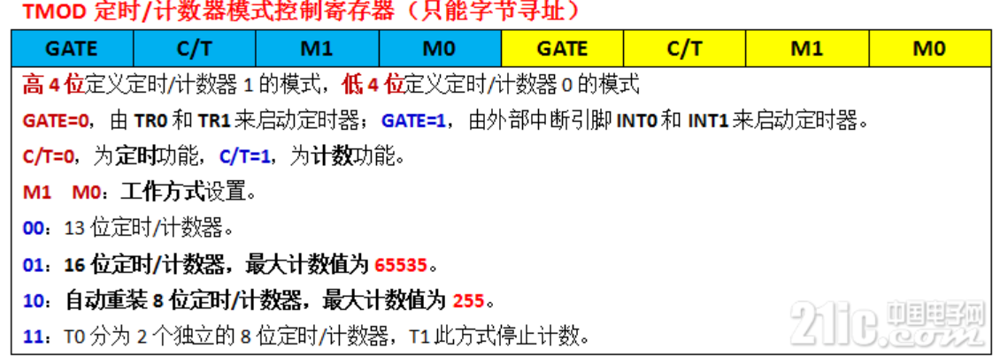 TMOD 定时/计数器模式控制寄存器（只能字节寻址）
GATE C/T M1 M0 GATE C/T M1 M0
高 4 位定义定时/计数器 1 的模式，低 4 位定义定时/计数器 0 的模式
GATE=0，由 TR0 和 TR1 来启动定时器；GATE=1，由外部中断引脚 INT0 和 INT1 来启动定时器。
C/T=0，为定时功能，C/T=1，为计数功能。
M1 M0：工作方式设置。
00：13 位定时/计数器。
01：16 位定时/计数器，最大计数值为 65535。
10：自动重装 8 位定时/计数器，最大计数值为 255。
11：T0 分为 2 个独立的 8 位定时/计数器，T1 此方式停止计数。
21ic.com 中国电子网